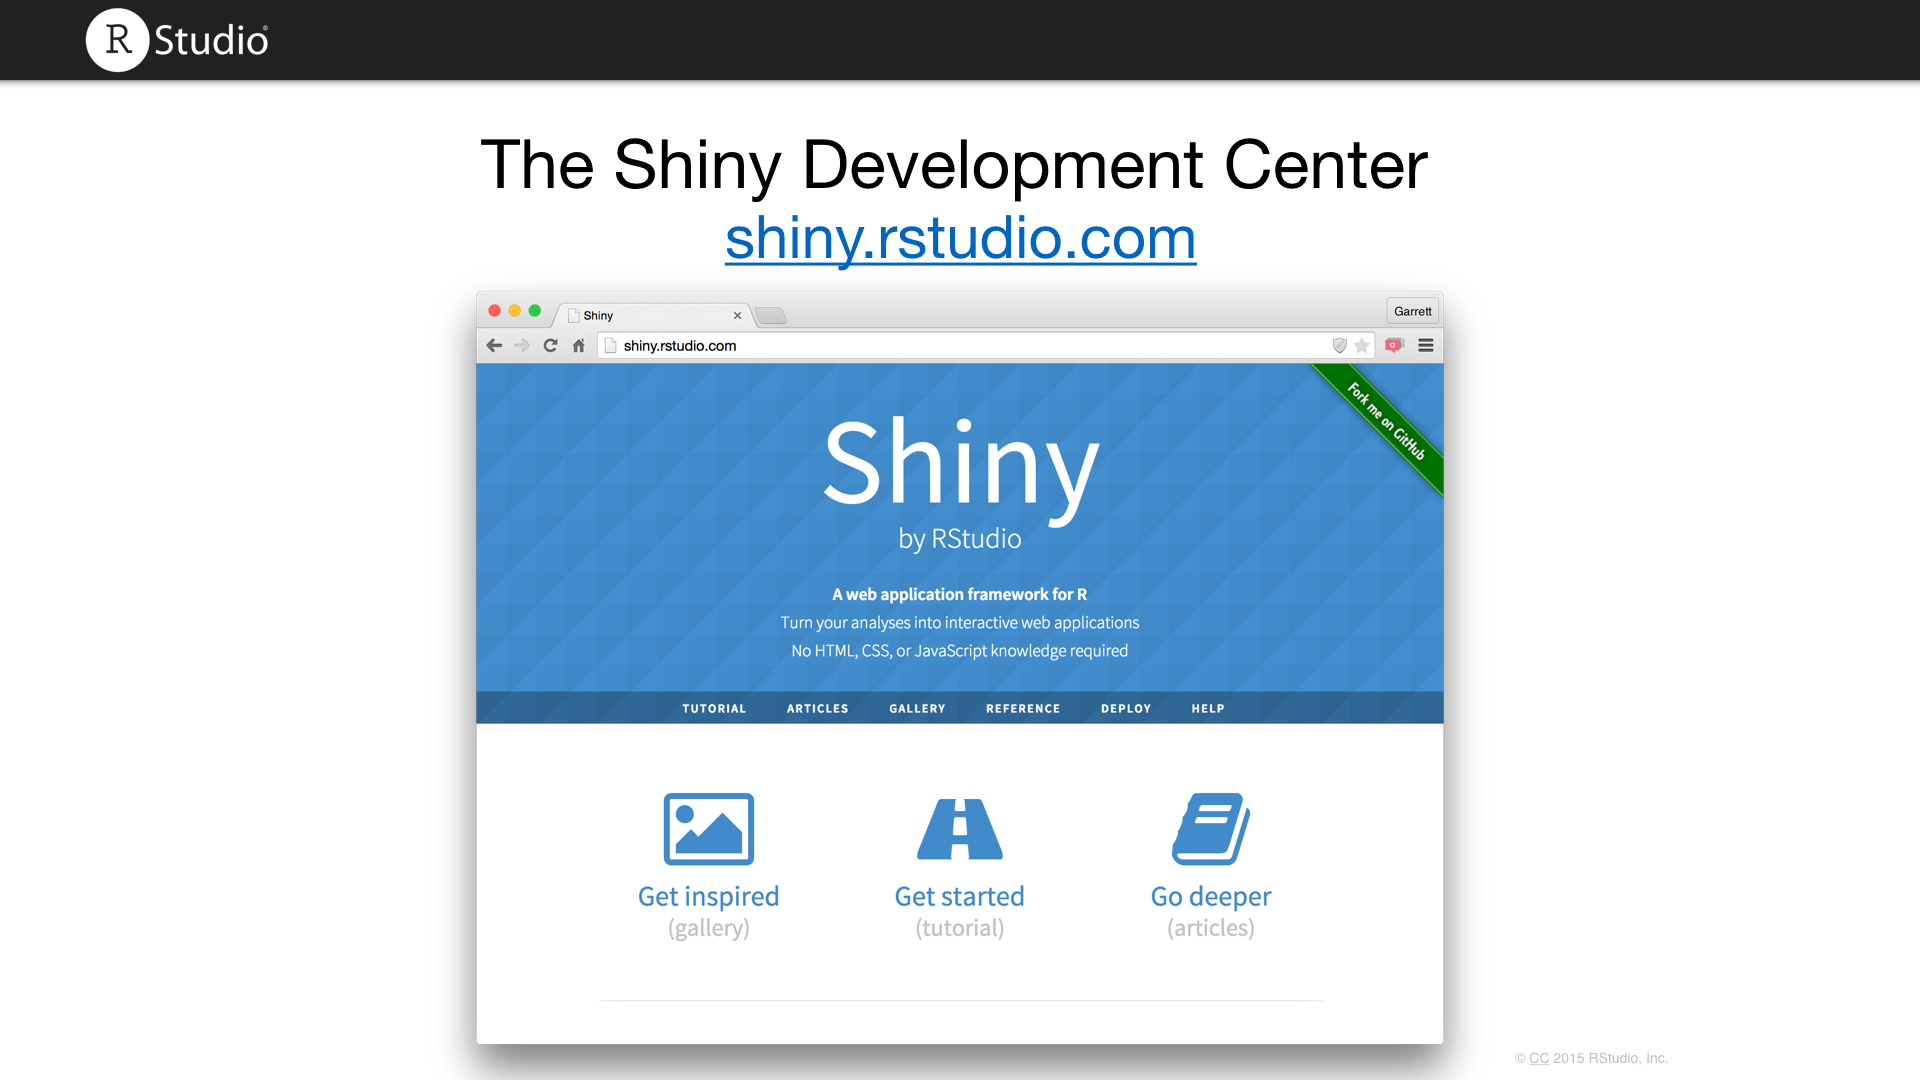 R Studio®
The Shiny Development Center
shiny.rstudio.com
Shiny
Garrett
shiny.rstudio.com
Fork me on GitHub
Shiny
by RStudio
A web application framework for R
Turn your analyses into interactive web applications
No HTML, CSS, or JavaScript knowledge required
TUTORIAL ARTICLES GALLERY REFERENCE DEPLOY HELP
Get inspired Get started Go deeper
(gallery) (tutorial) (articles)
© CC 2015 RStudio, Inc.